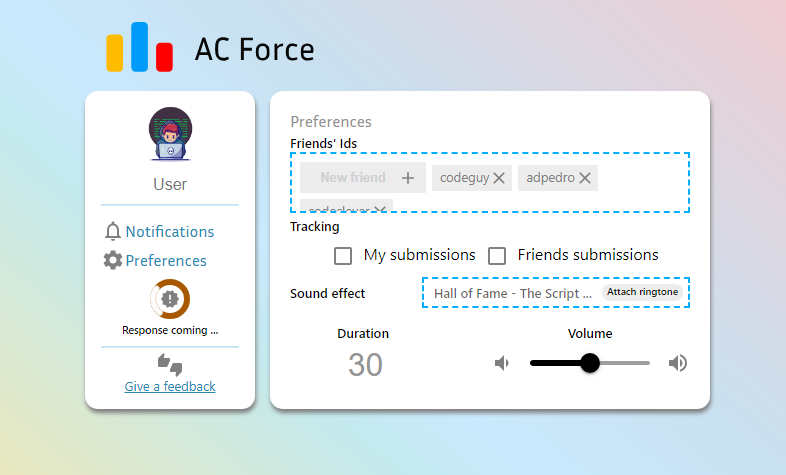 AC Force
User
Notifications
Preferences
Response coming ...
Give a feedback
Preferences
Friends' Ids
New friend
codeguy
adpedro
codeclever
Tracking
My submissions
Friends submissions
Sound effect
Hall of Fame - The Script ...
Attach ringtone
Duration
30
Volume